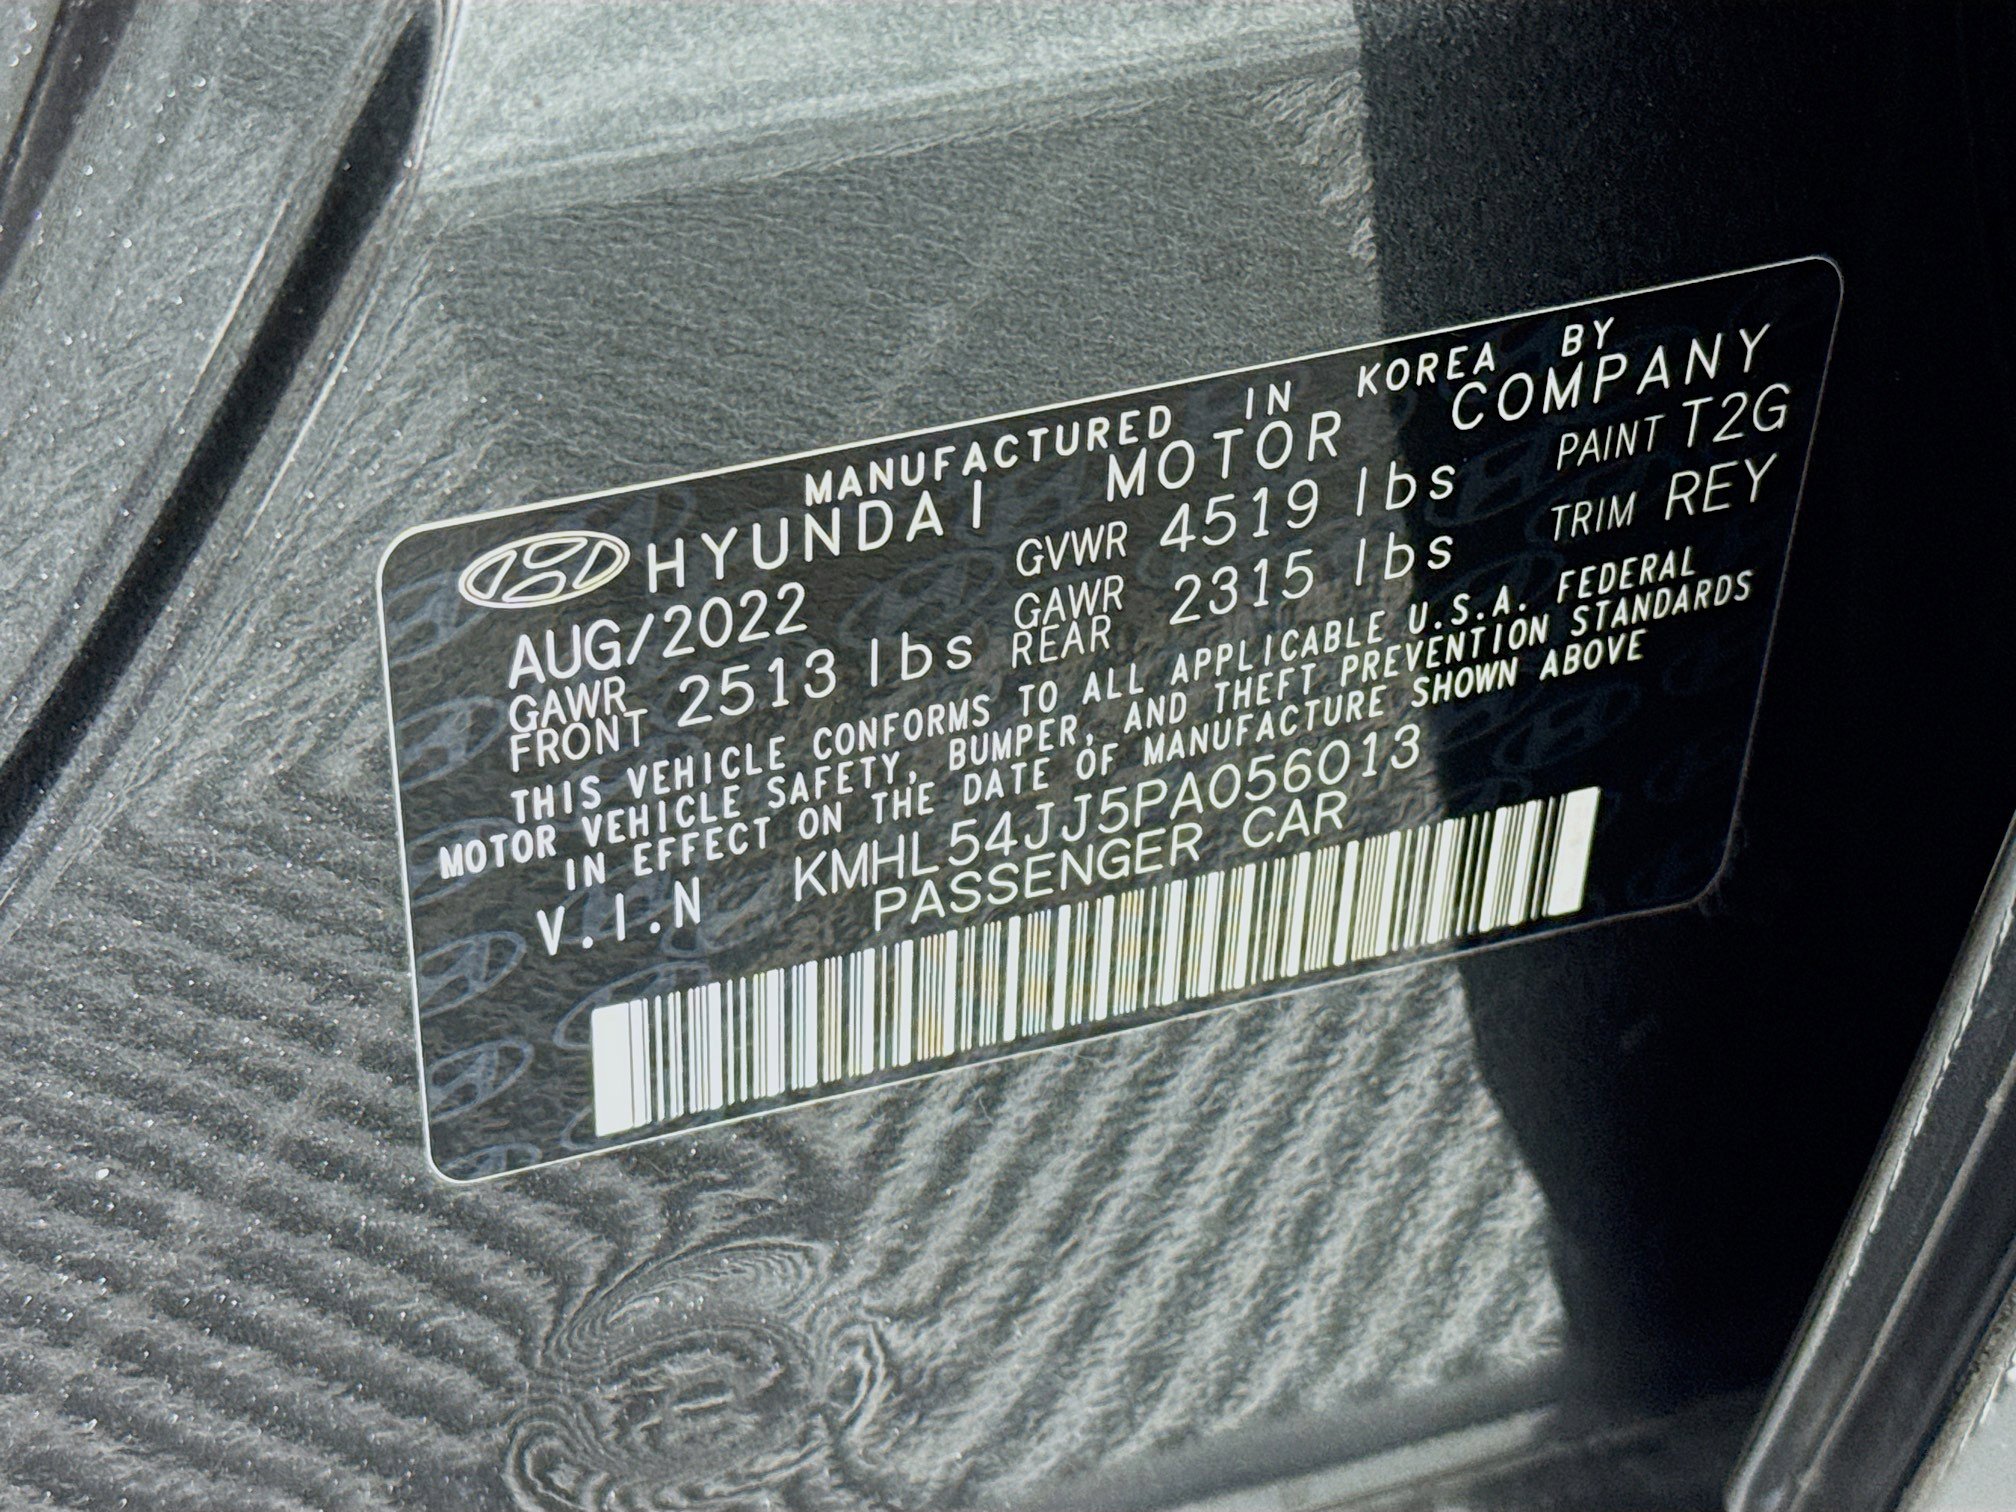 MANUFACTURED IN KOREA BY
HYUNDAI MOTOR COMPANY
AUG/2022 GVWR 4519 lbs PAINT T2G
GAWR FRONT 2513 lbs GAWR REAR 2315 lbs TRIM REY
THIS VEHICLE CONFORMS TO ALL APPLICABLE U.S.A. FEDERAL
MOTOR VEHICLE SAFETY, BUMPER, AND THEFT PREVENTION STANDARDS
IN EFFECT ON THE DATE OF MANUFACTURE SHOWN ABOVE
V.I.N KMHL54JJ5PA056013
PASSENGER CAR